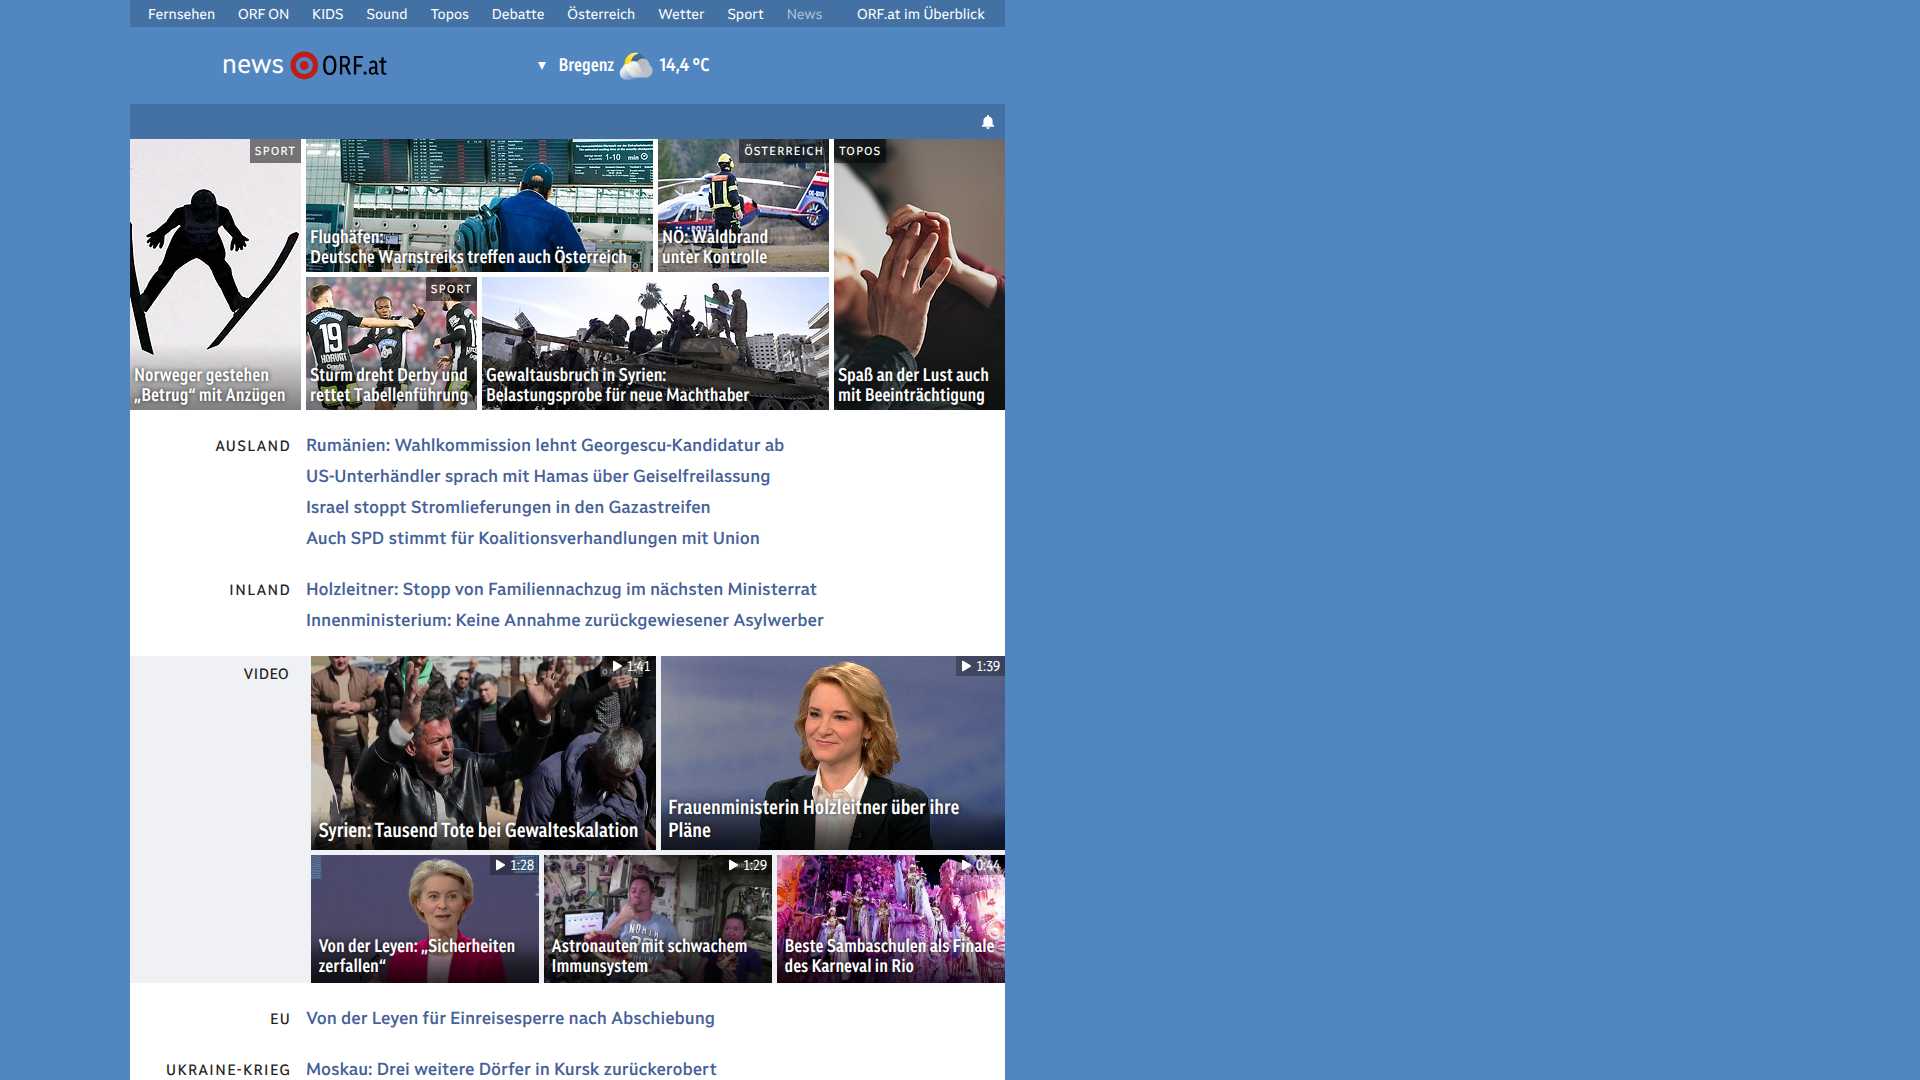 Fernsehen ORF ON KIDS Sound Topos Debatte Österreich Wetter Sport News ORF.at im Überblick
news ORF.at
Bregenz 14,4 °C
SPORT
Norweger gestehen
„Betrug“ mit Anzügen
Flughäfen:
Deutsche Warnstreiks treffen auch Österreich
ÖSTERREICH
NÖ: Waldbrand
unter Kontrolle
TOPOS
Spaß an der Lust auch
mit Beeinträchtigung
SPORT
19
HORVAT
Sturm dreht Derby und
rettet Tabellenführung
Gewaltausbruch in Syrien:
Belastungsprobe für neue Machthaber
AUSLAND
Rumänien: Wahlkommission lehnt Georgescu-Kandidatur ab
US-Unterhändler sprach mit Hamas über Geiselfreilassung
Israel stoppt Stromlieferungen in den Gazastreifen
Auch SPD stimmt für Koalitionsverhandlungen mit Union
INLAND
Holzleitner: Stopp von Familiennachzug im nächsten Ministerrat
Innenministerium: Keine Annahme zurückgewiesener Asylwerber
VIDEO
1:41
Syrien: Tausend Tote bei Gewalteskalation
1:39
Frauenministerin Holzleitner über ihre
Pläne
1:28
Von der Leyen: „Sicherheiten
zerfallen“
1:29
Astronauten mit schwachem
Immunsystem
0:44
Beste Sambaschulen als Finale
des Karneval in Rio
EU
Von der Leyen für Einreisesperre nach Abschiebung
UKRAINE-KRIEG
Moskau: Drei weitere Dörfer in Kursk zurückerobert